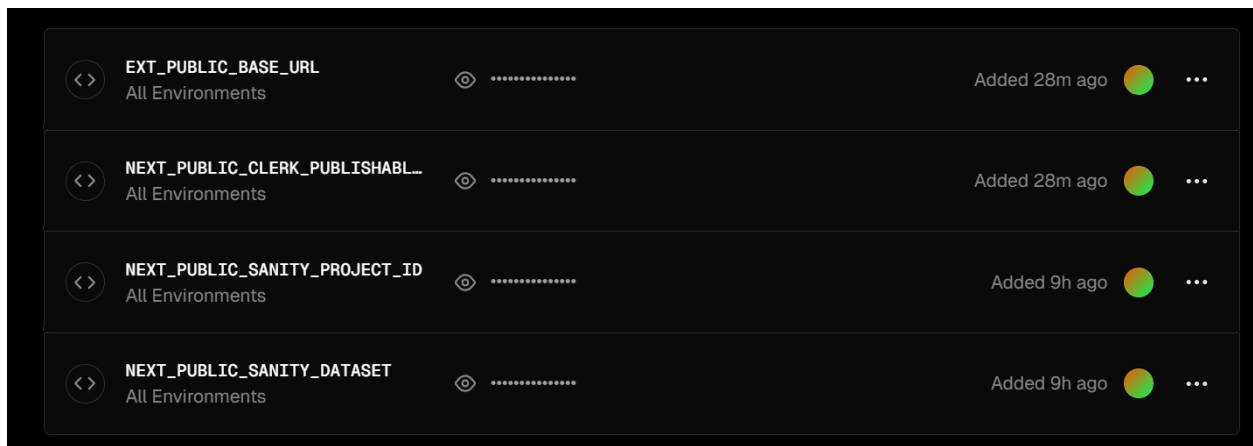 EXT_PUBLIC_BASE_URL
All Environments
•••••••••••••••
Added 28m ago
NEXT_PUBLIC_CLERK_PUBLISHABL…
All Environments
•••••••••••••••
Added 28m ago
NEXT_PUBLIC_SANITY_PROJECT_ID
All Environments
•••••••••••••••
Added 9h ago
NEXT_PUBLIC_SANITY_DATASET
All Environments
•••••••••••••••
Added 9h ago